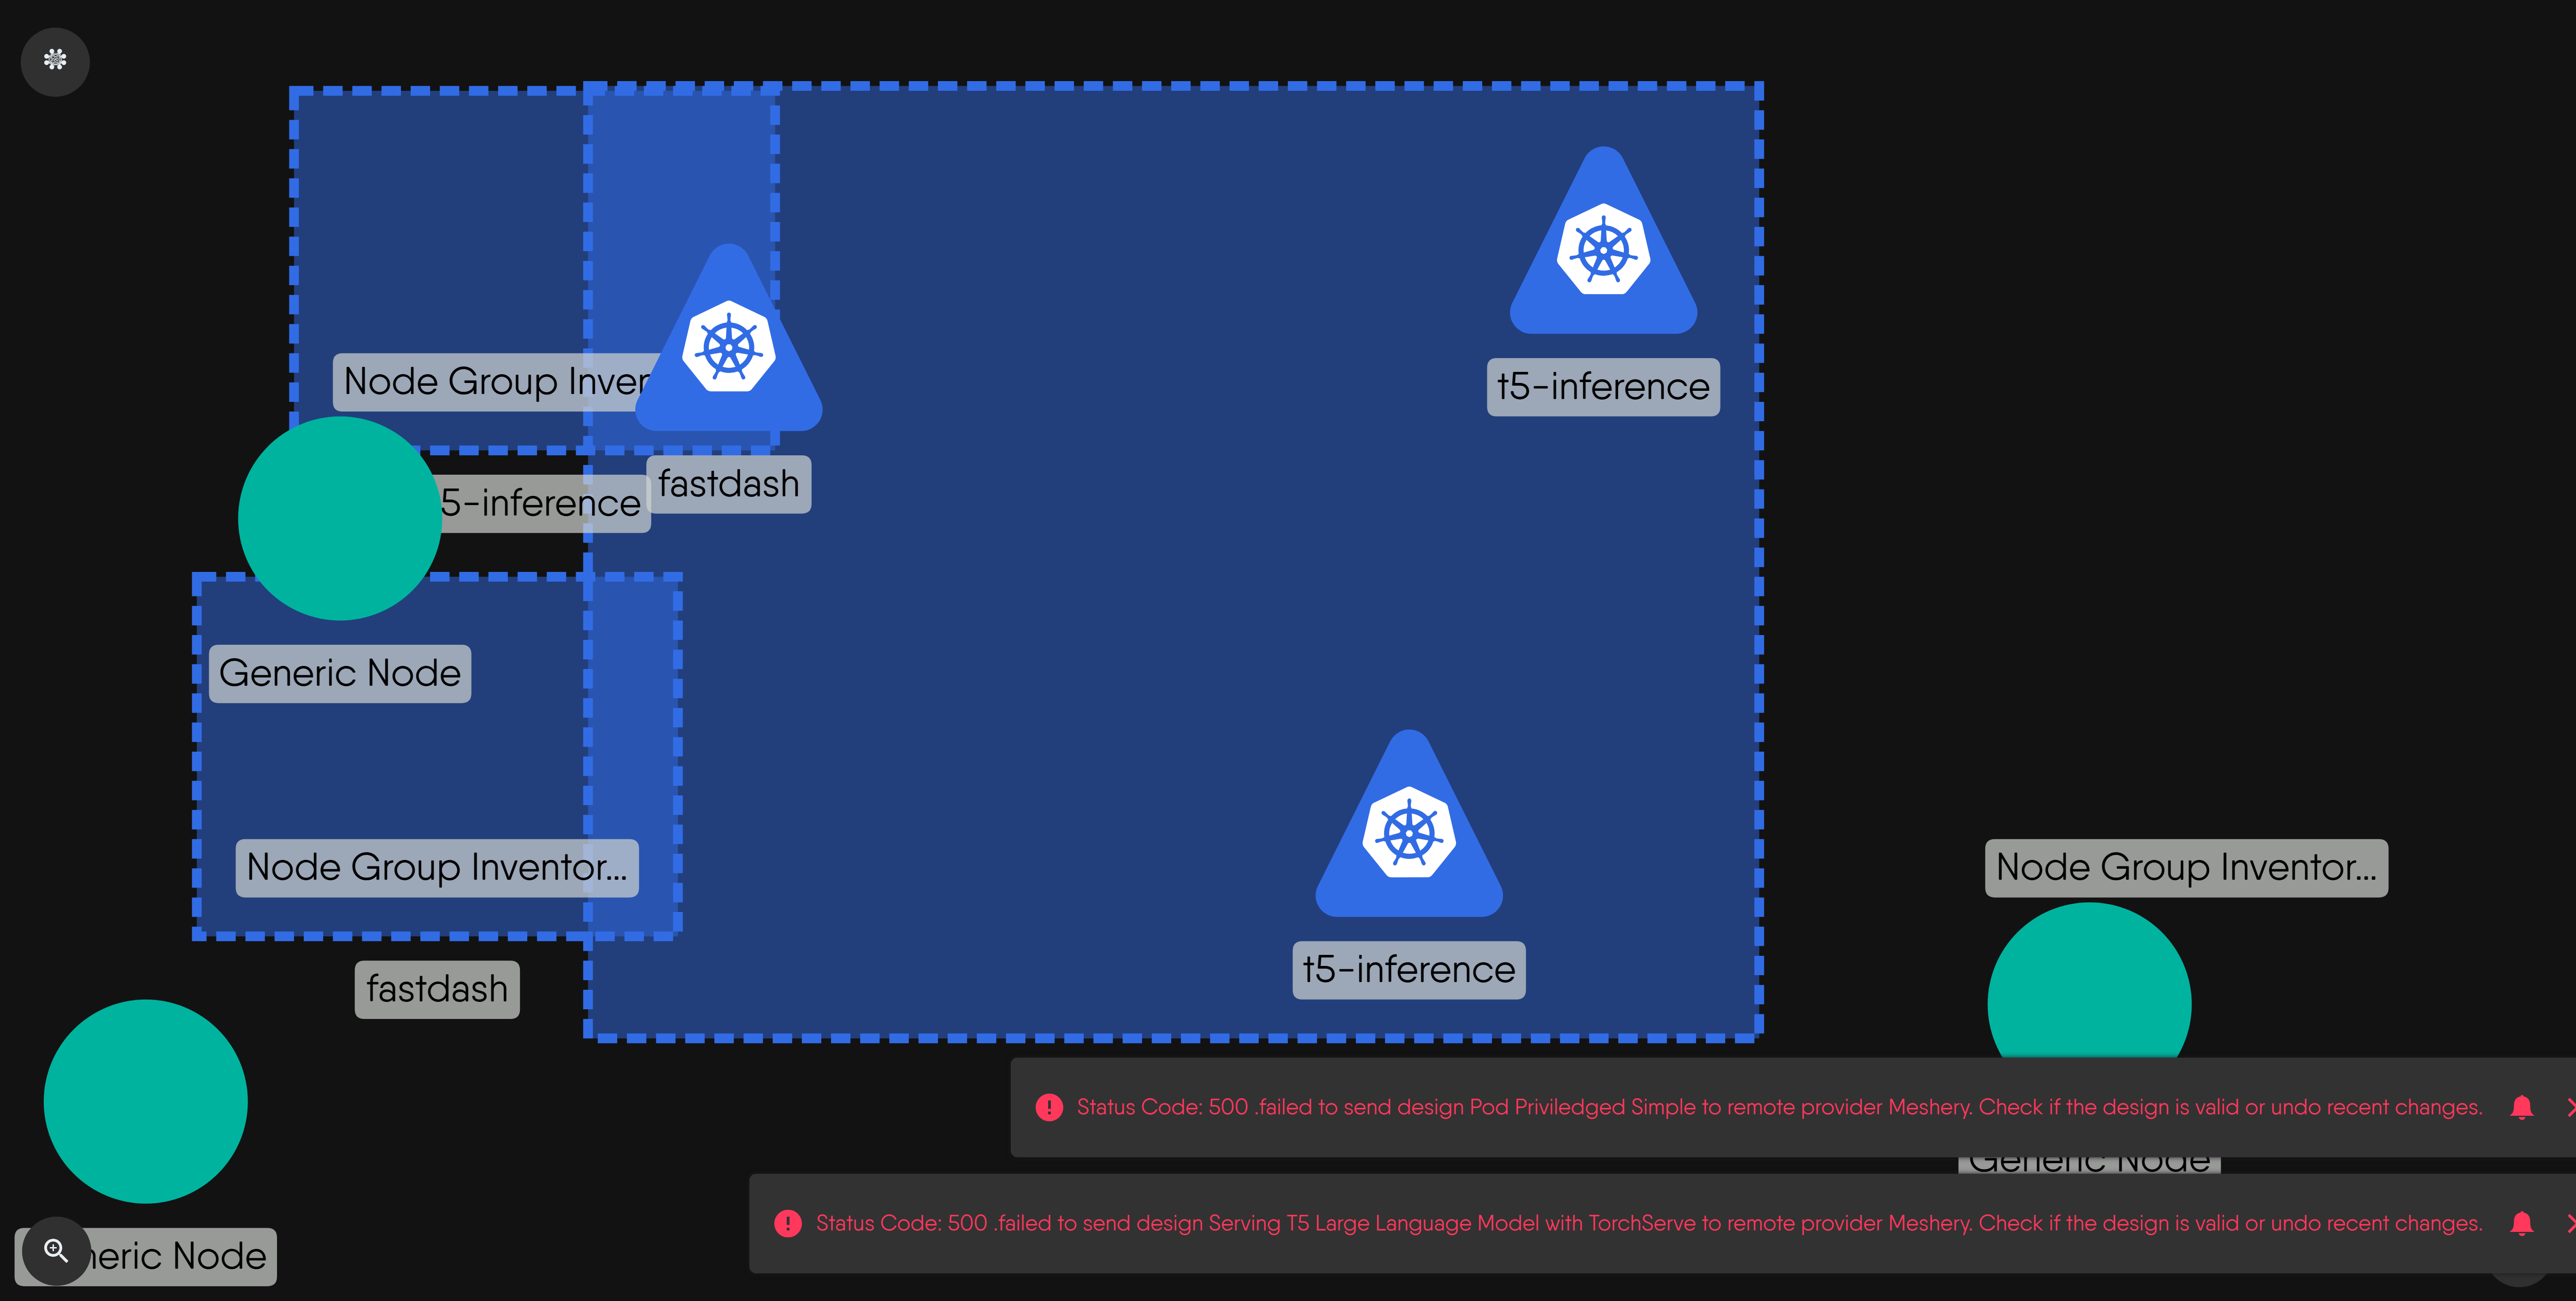 Node Group Inver
t5-inference
fastdash
5-inference
Generic Node
Node Group Inventor...
Node Group Inventor...
t5-inference
fastdash
Status Code: 500 .failed to send design Pod Priviledged Simple to remote provider Meshery. Check if the design is valid or undo recent changes.
Generic Node
Status Code: 500 .failed to send design Serving T5 Large Language Model with TorchServe to remote provider Meshery. Check if the design is valid or undo recent changes.
neric Node